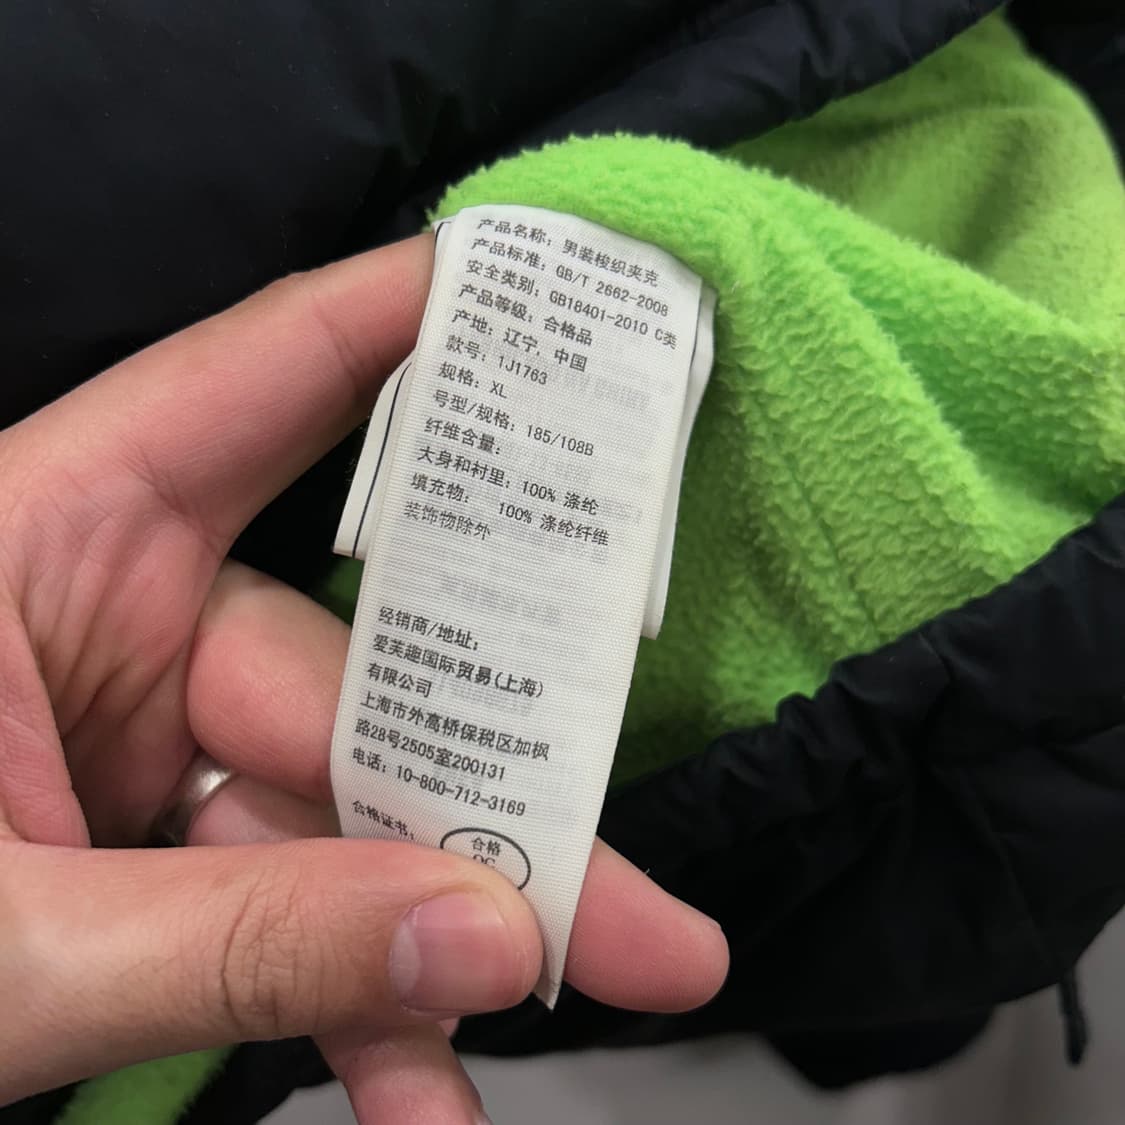 产品名称：男装梭织夹克
产品标准：GB/T 2662-2008
安全类别：GB18401-2010 C类
产品等级：合格品
产地：辽宁，中国
款号：1J1763
规格：XL
号型/规格：185/108B
纤维含量：
大身和衬里：100% 涤纶
填充物： 100% 涤纶纤维
装饰物除外
经销商/地址：
爱芙趣国际贸易(上海)
有限公司
上海市外高桥保税区加枫
路28号2505室200131
电话：10-800-712-3169
合格证书：
合格
QC